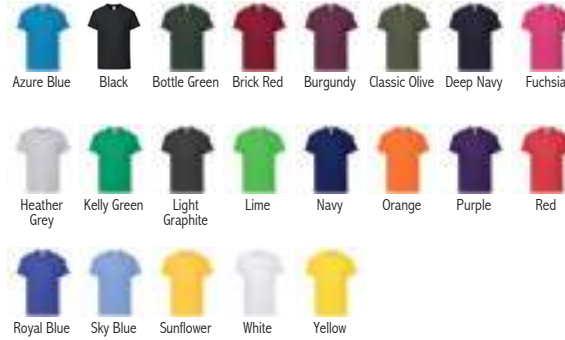 Azure Blue Black Bottle Green Brick Red Burgundy Classic Olive Deep Navy Fuchsia
Heather Grey Kelly Green Light Graphite Lime Navy Orange Purple Red
Royal Blue Sky Blue Sunflower White Yellow